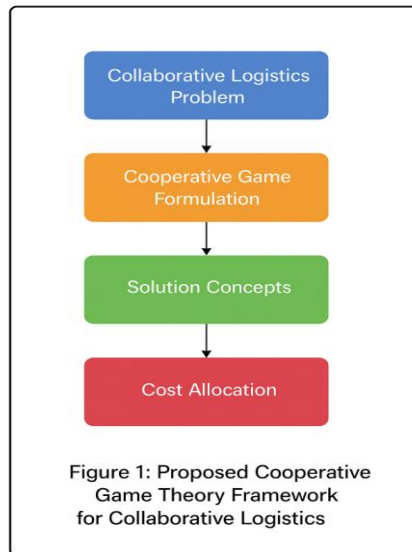 Collaborative Logistics
Problem
Cooperative Game
Formulation
Solution Concepts
Cost Allocation
Figure 1: Proposed Cooperative
Game Theory Framework
for Collaborative Logistics